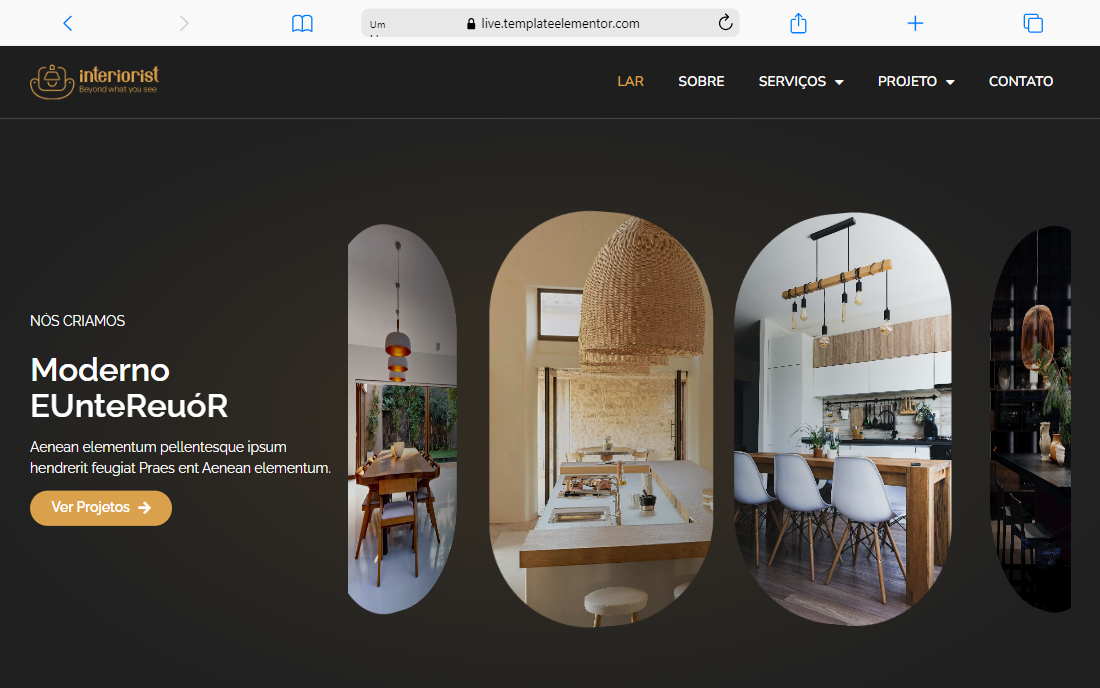 Um
live.templateelementor.com
interiorist
Beyond what you see
LAR
SOBRE
SERVIÇOS
PROJETO
CONTATO
NÓS CRIAMOS
Moderno
EUnteReuóR
Aenean elementum pellentesque ipsum
hendrerit feugiat Praes ent Aenean elementum.
Ver Projetos